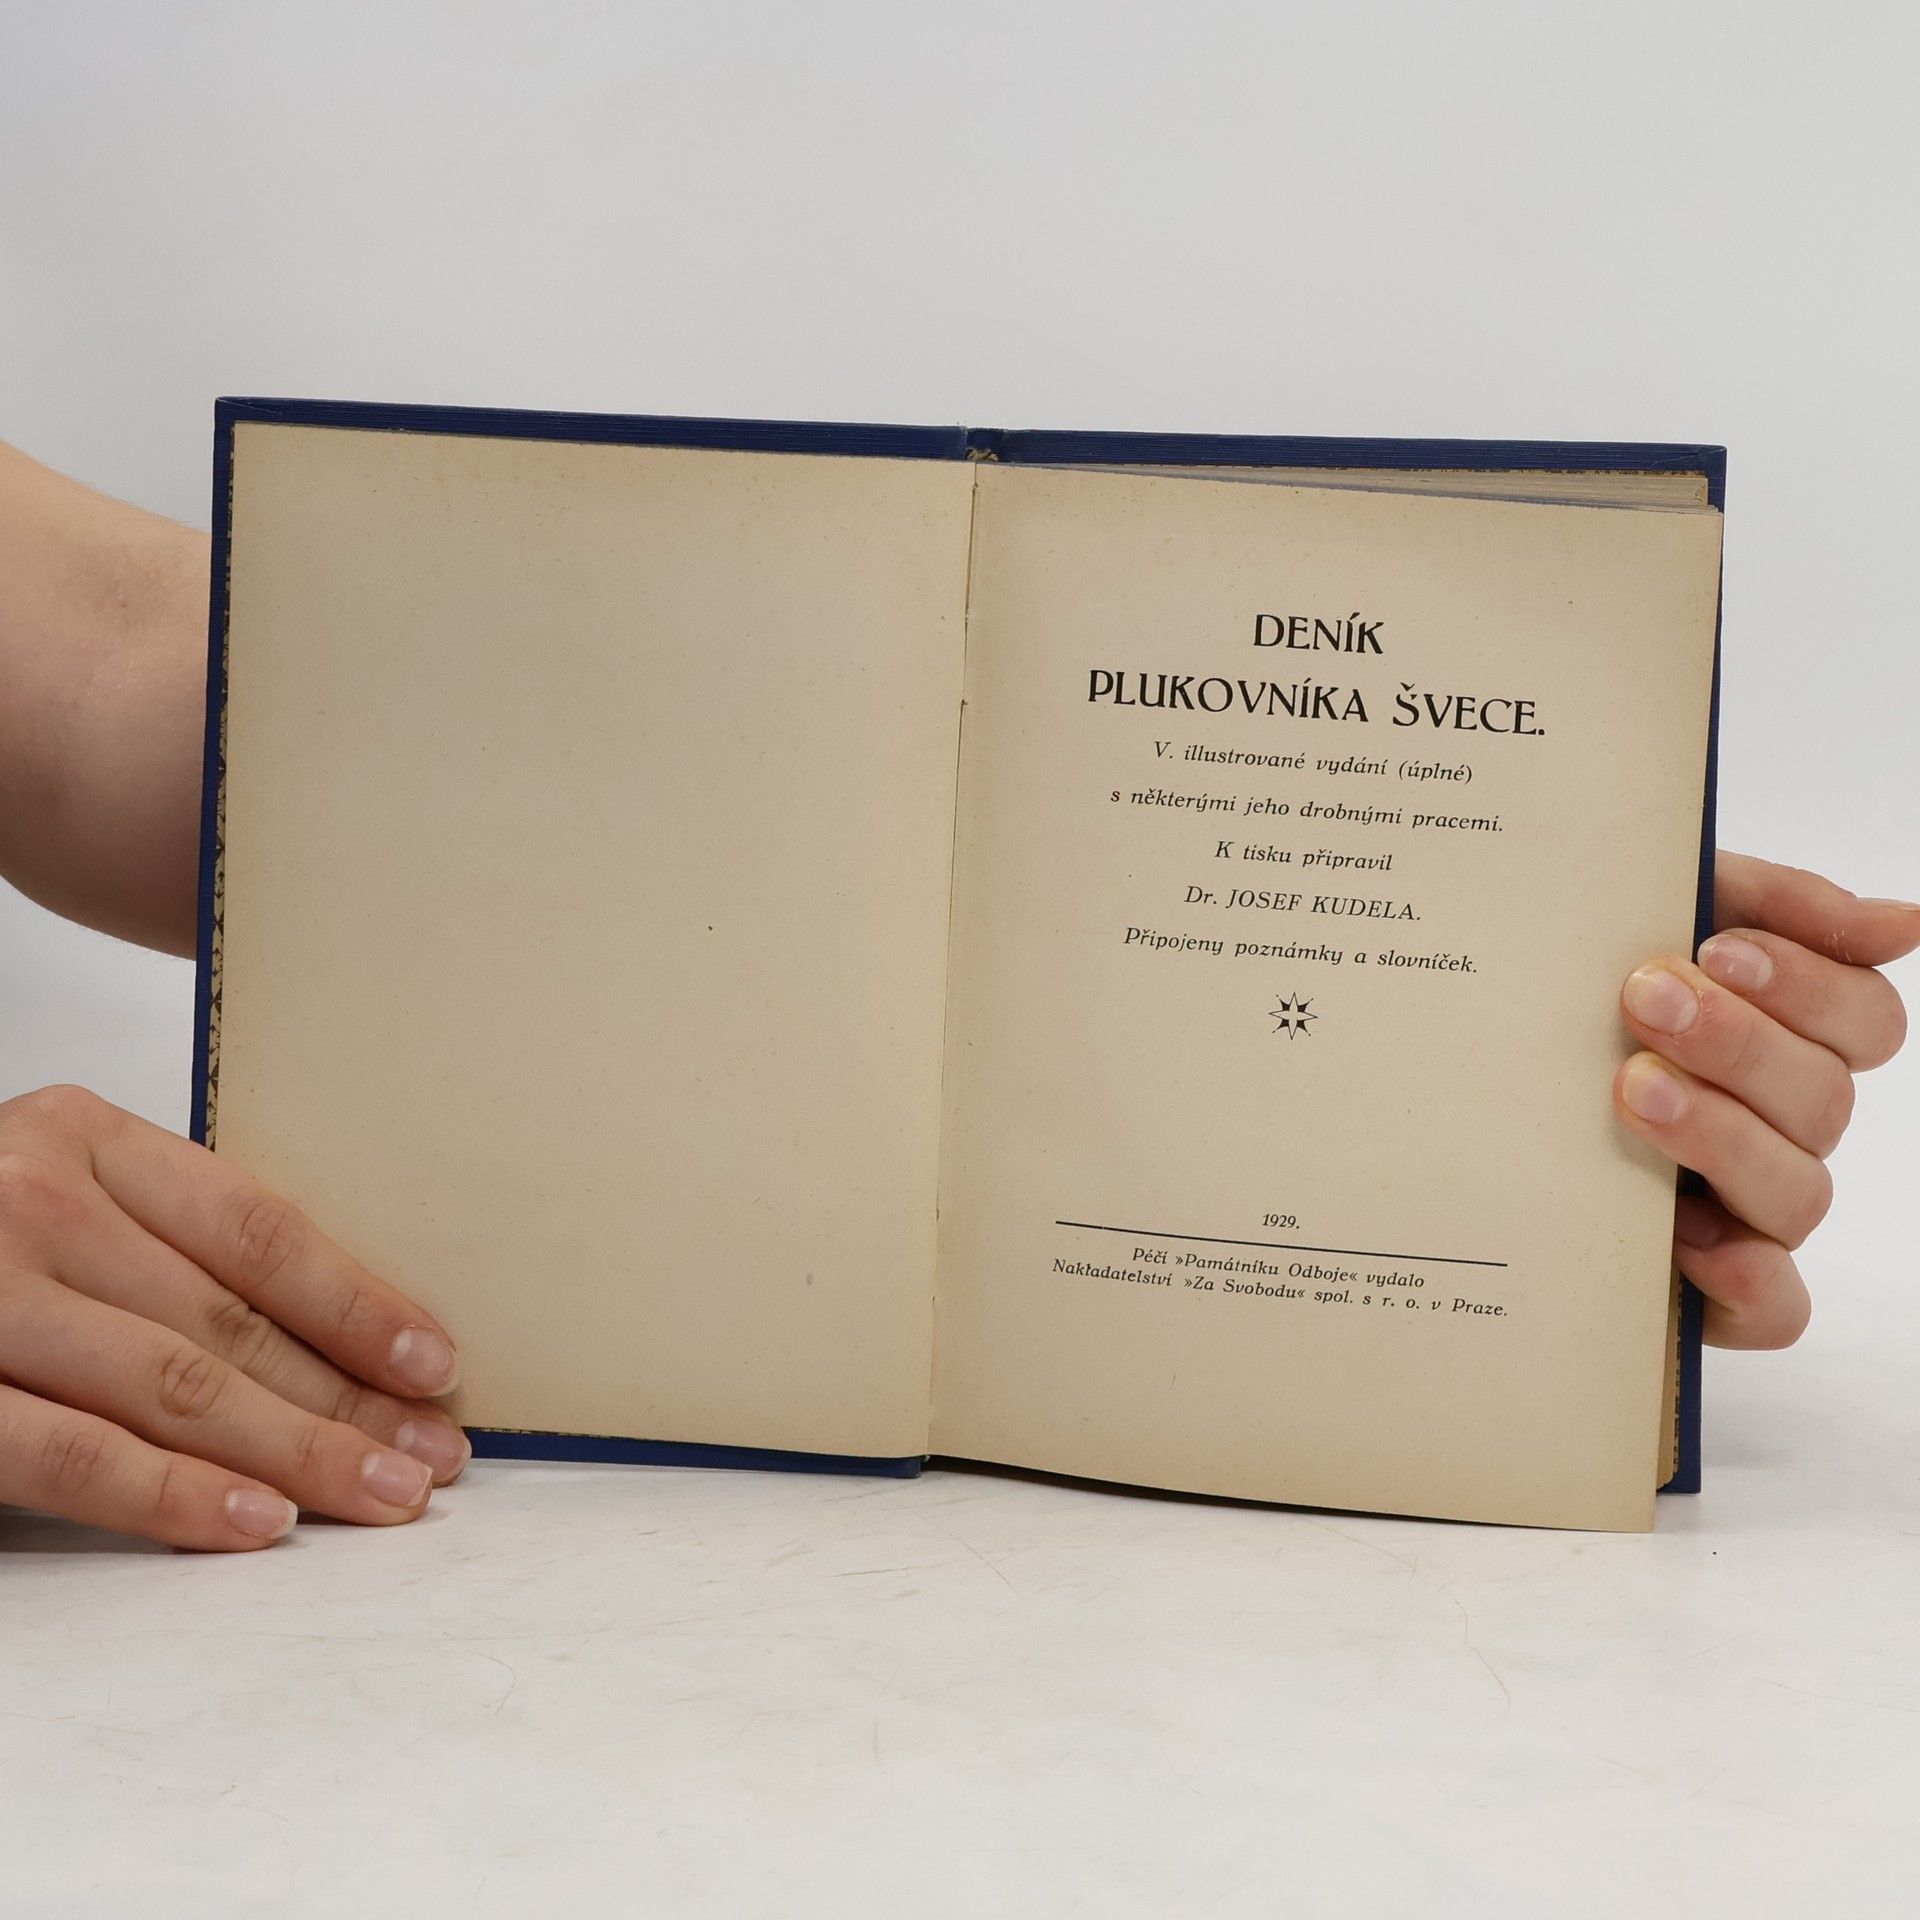 DENÍK
PLUKOVNÍKA ŠVECE.
V. illustrované vydání (úplné)
s některými jeho drobnými pracemi.
K tisku připravil
Dr. JOSEF KUDELA.
Připojeny poznámky a slovníček.
1929.
Péčí »Památníku Odboje« vydalo
Nakladatelství »Za Svobodu« spol. s r. o. v Praze.